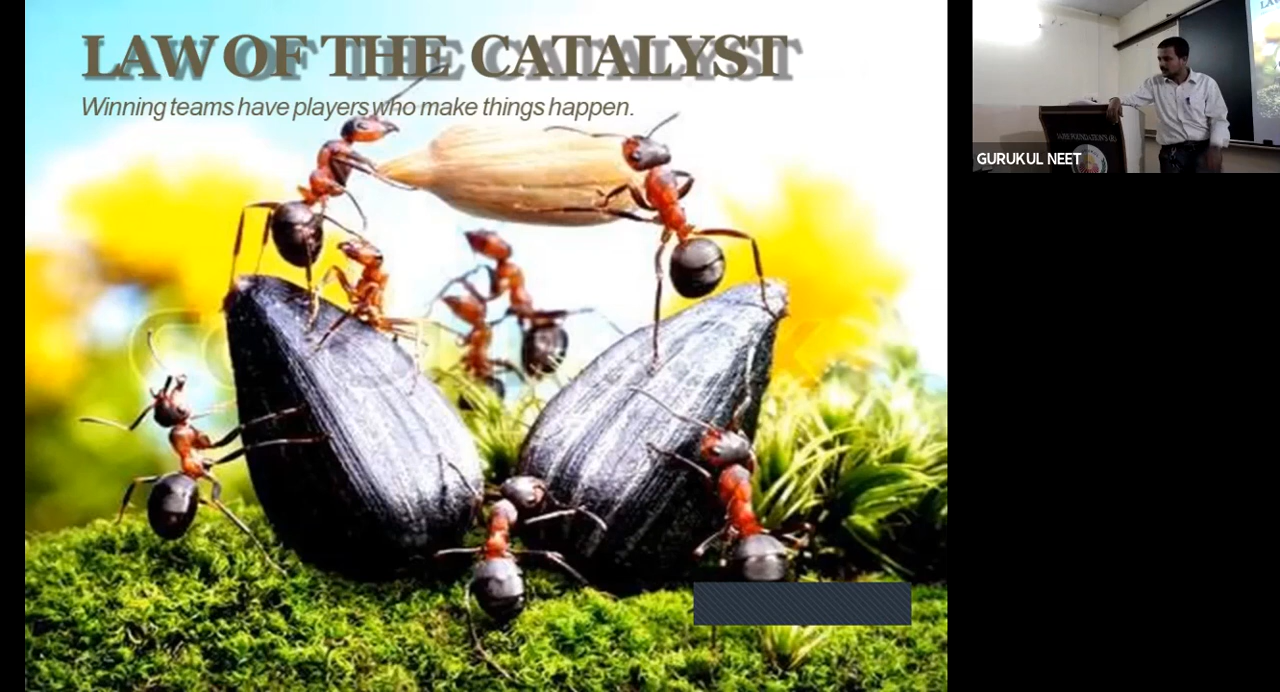 LAW OF THE CATALYST
Winning teams have players who make things happen.
GURUKUL NEET